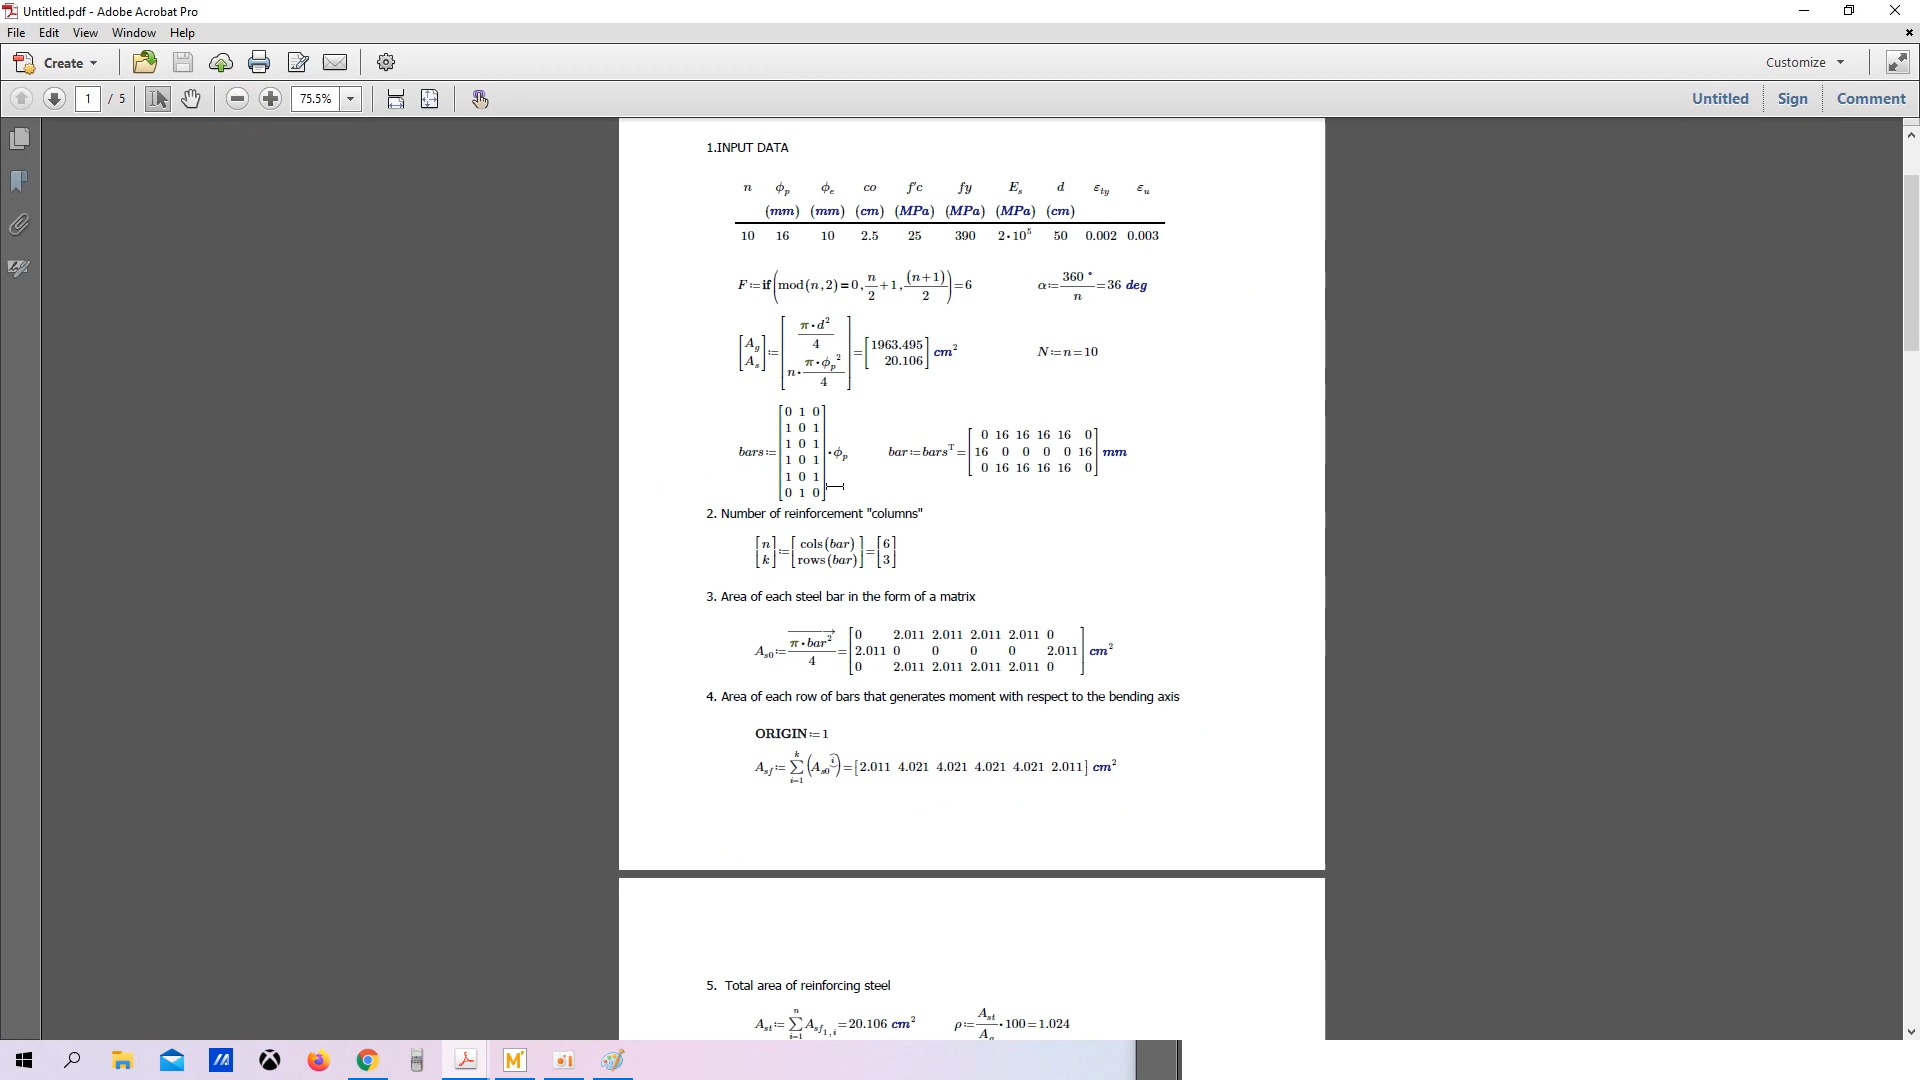 Untitled.pdf - Adobe Acrobat Pro
File Edit View Window Help
Create
Customize
1 / 5 75.5% Untitled Sign Comment
1.INPUT DATA
n ϕp ϕe co f'c fy Es d εty εu
(mm) (mm) (cm) (MPa) (MPa) (MPa) (cm)
10 16 10 2.5 25 390 2•10⁵ 50 0.002 0.003
F:=if(mod(n,2)=0, n/2+1, (n+1)/2)=6 α:=360°/n=36 deg
[Ag As]:=[π•d²/4 n•π•ϕp²/4]=[1963.495 20.106] cm² N:=n=10
bars:=[0 1 0
1 0 1
1 0 1
1 0 1
1 0 1
0 1 0]•ϕp
bar:=barsᵀ=[0 16 16 16 16 0
16 0 0 0 0 16
0 16 16 16 16 0] mm
2. Number of reinforcement "columns"
[n k]:=[cols(bar) rows(bar)]=[6 3]
3. Area of each steel bar in the form of a matrix
As0:=π•bar²/4=[0 2.011 2.011 2.011 2.011 0
2.011 0 0 0 0 2.011
0 2.011 2.011 2.011 2.011 0] cm²
4. Area of each row of bars that generates moment with respect to the bending axis
ORIGIN:=1
Asf:=k∑i=1(As0 i)=[2.011 4.021 4.021 4.021 4.021 2.011] cm²
5. Total area of reinforcing steel
Ast:=n∑i=1 Asf1,i=20.106 cm² ρ:=Ast/Ag•100=1.024